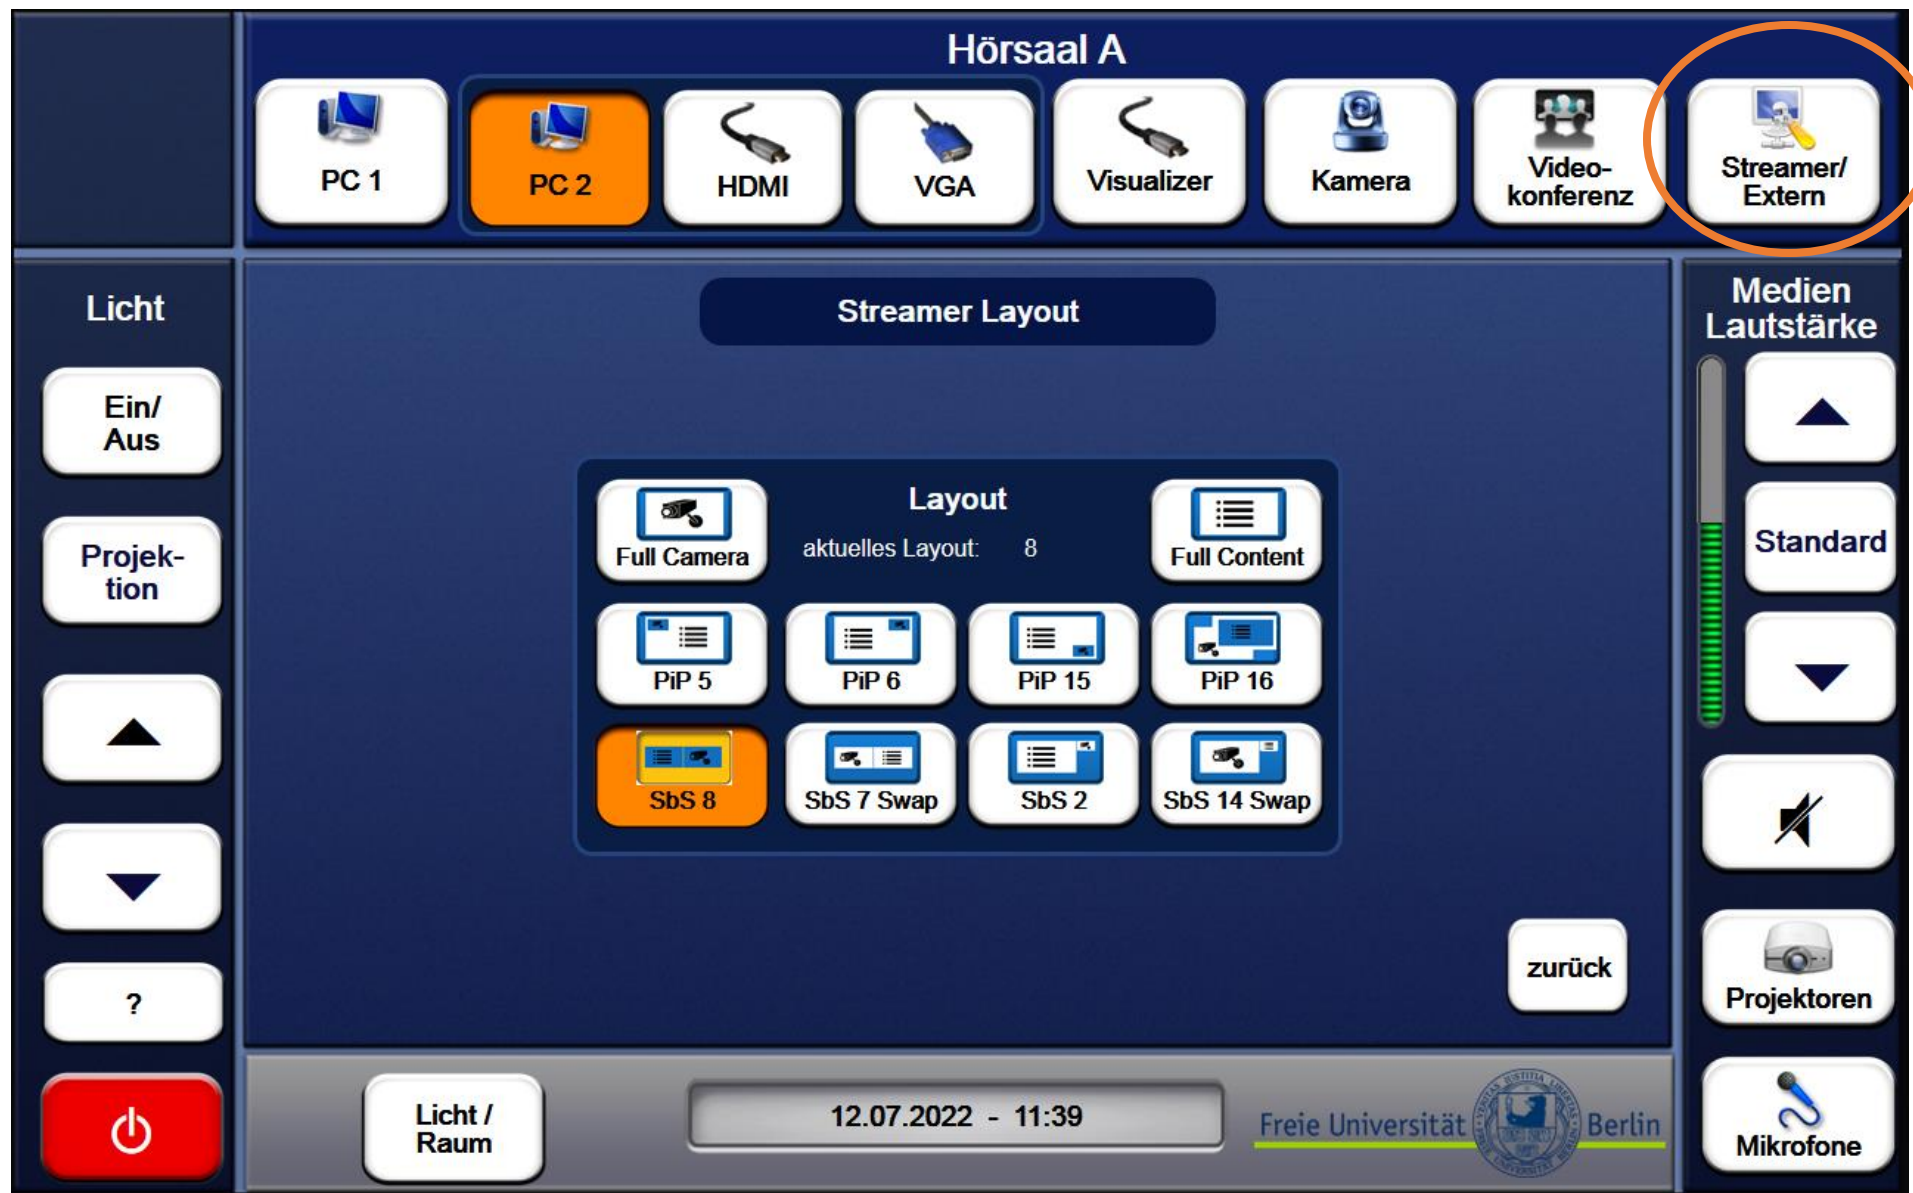 Hörsaal A
PC 1
PC 2
HDMI
VGA
Visualizer
Kamera
Video-
konferenz
Streamer/
Extern
Licht
Ein/
Aus
Projek-
tion
?
Streamer Layout
Layout
aktuelles Layout: 8
Full Camera
Full Content
PiP 5
PiP 6
PiP 15
PiP 16
SbS 8
SbS 7 Swap
SbS 2
SbS 14 Swap
zurück
Medien
Lautstärke
Standard
Projektoren
Mikrofone
Licht /
Raum
12.07.2022 - 11:39
Freie Universität Berlin